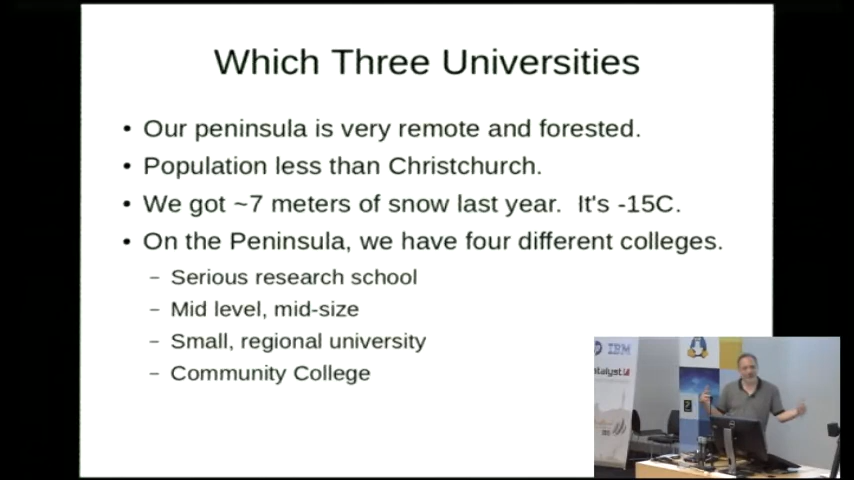 Which Three Universities
• Our peninsula is very remote and forested.
• Population less than Christchurch.
• We got ~7 meters of snow last year.  It's -15C.
• On the Peninsula, we have four different colleges.
– Serious research school
– Mid level, mid-size
– Small, regional university
– Community College
IBM
atalyst